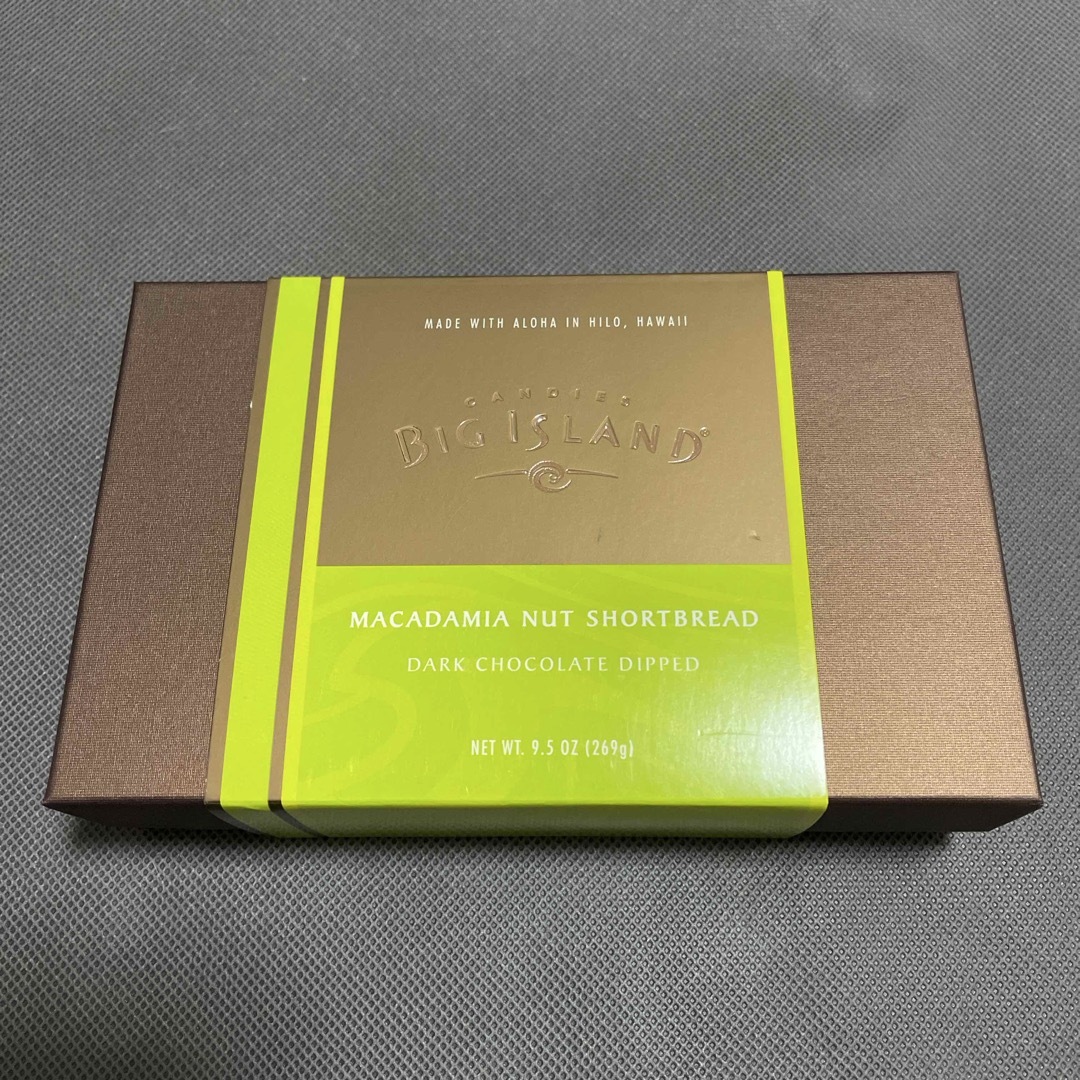 MADE WITH ALOHA IN HILO, HAWAII
CANDIES
BIG ISLAND®
MACADAMIA NUT SHORTBREAD
DARK CHOCOLATE DIPPED
NET WT. 9.5 OZ (269g)